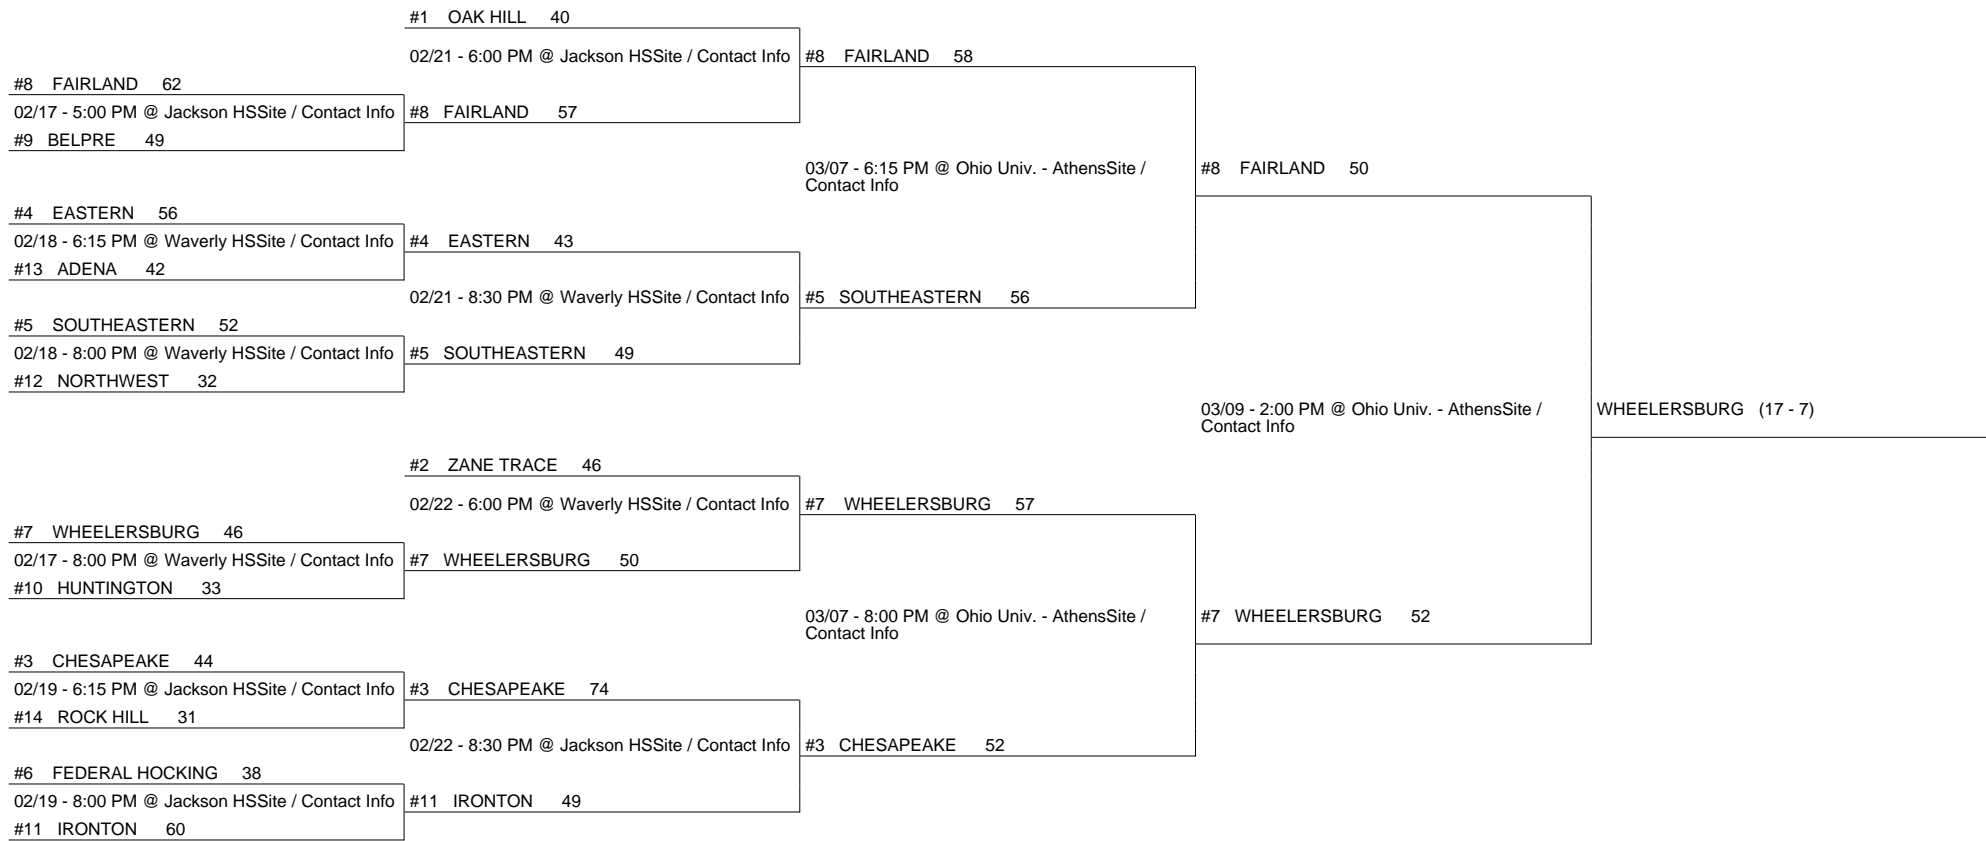 #1 OAK HILL 40
02/21 - 6:00 PM @ Jackson HSSite / Contact Info
#8 FAIRLAND 58
#8 FAIRLAND 62
02/17 - 5:00 PM @ Jackson HSSite / Contact Info
#8 FAIRLAND 57
#9 BELPRE 49
03/07 - 6:15 PM @ Ohio Univ. - AthensSite /
Contact Info
#8 FAIRLAND 50
#4 EASTERN 56
02/18 - 6:15 PM @ Waverly HSSite / Contact Info
#4 EASTERN 43
#13 ADENA 42
02/21 - 8:30 PM @ Waverly HSSite / Contact Info
#5 SOUTHEASTERN 56
#5 SOUTHEASTERN 52
02/18 - 8:00 PM @ Waverly HSSite / Contact Info
#5 SOUTHEASTERN 49
#12 NORTHWEST 32
03/09 - 2:00 PM @ Ohio Univ. - AthensSite /
Contact Info
WHEELERSBURG (17 - 7)
#2 ZANE TRACE 46
02/22 - 6:00 PM @ Waverly HSSite / Contact Info
#7 WHEELERSBURG 57
#7 WHEELERSBURG 46
02/17 - 8:00 PM @ Waverly HSSite / Contact Info
#7 WHEELERSBURG 50
#10 HUNTINGTON 33
03/07 - 8:00 PM @ Ohio Univ. - AthensSite /
Contact Info
#7 WHEELERSBURG 52
#3 CHESAPEAKE 44
02/19 - 6:15 PM @ Jackson HSSite / Contact Info
#3 CHESAPEAKE 74
#14 ROCK HILL 31
02/22 - 8:30 PM @ Jackson HSSite / Contact Info
#3 CHESAPEAKE 52
#6 FEDERAL HOCKING 38
02/19 - 8:00 PM @ Jackson HSSite / Contact Info
#11 IRONTON 49
#11 IRONTON 60